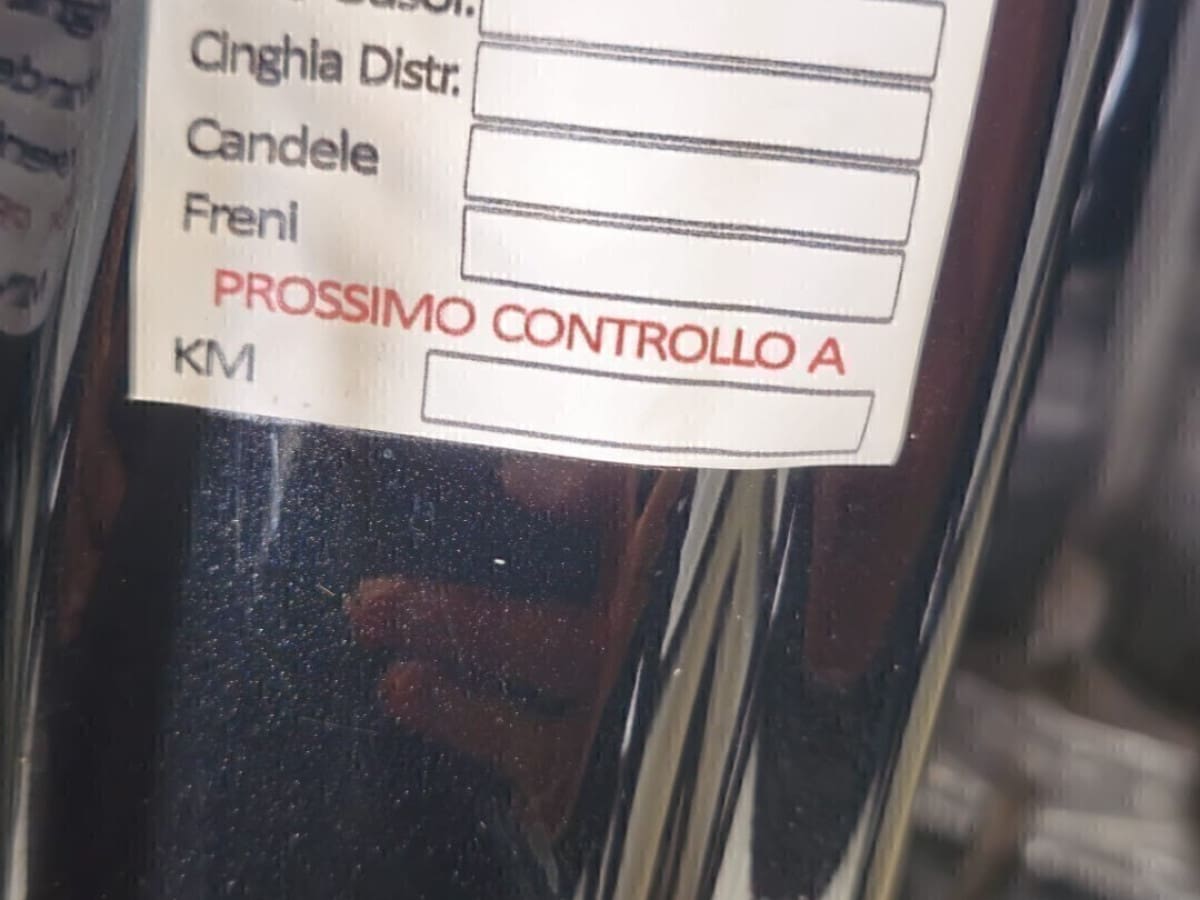 Cinghia Distr.
Candele
Freni
PROSSIMO CONTROLLO A
KM